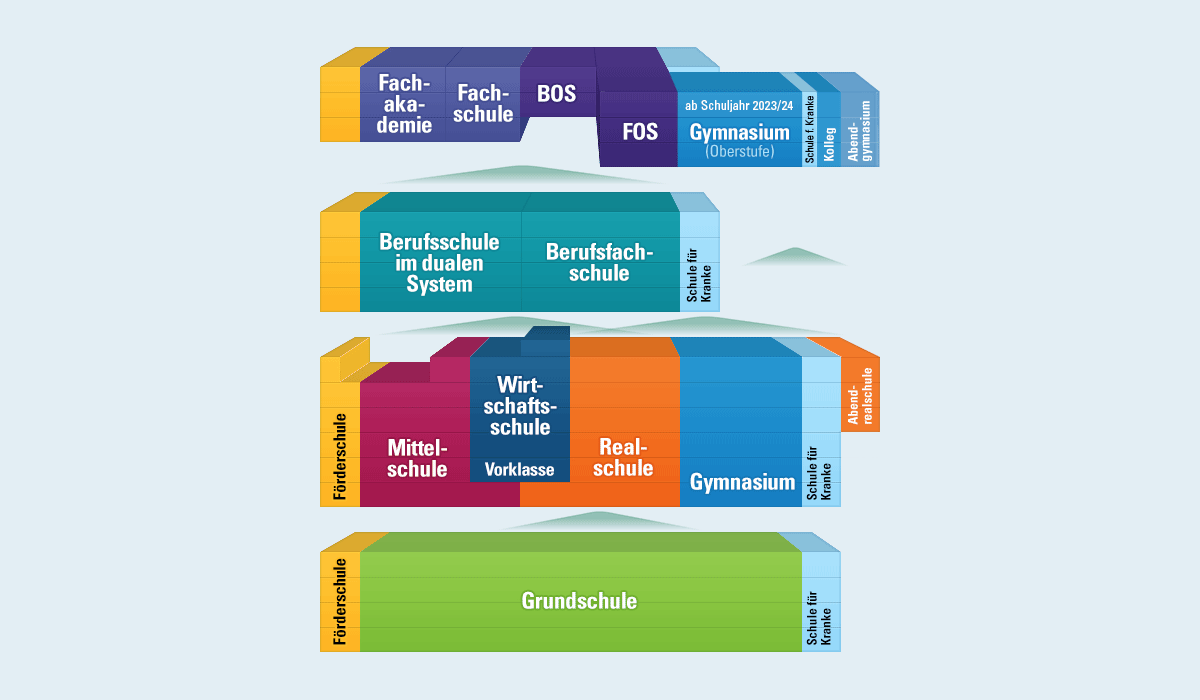 Fach-
aka-
demie
Fach-
schule
BOS
FOS
ab Schuljahr 2023/24
Gymnasium
(Oberstufe)
Schule f. Kranke
Kolleg
Abend-
gymnasium
Berufsschule
im dualen
System
Berufsfach-
schule
Schule für
Kranke
Förderschule
Mittel-
schule
Wirt-
schafts-
schule
Vorklasse
Real-
schule
Gymnasium
Schule für
Kranke
Abend-
realschule
Förderschule
Grundschule
Schule für
Kranke